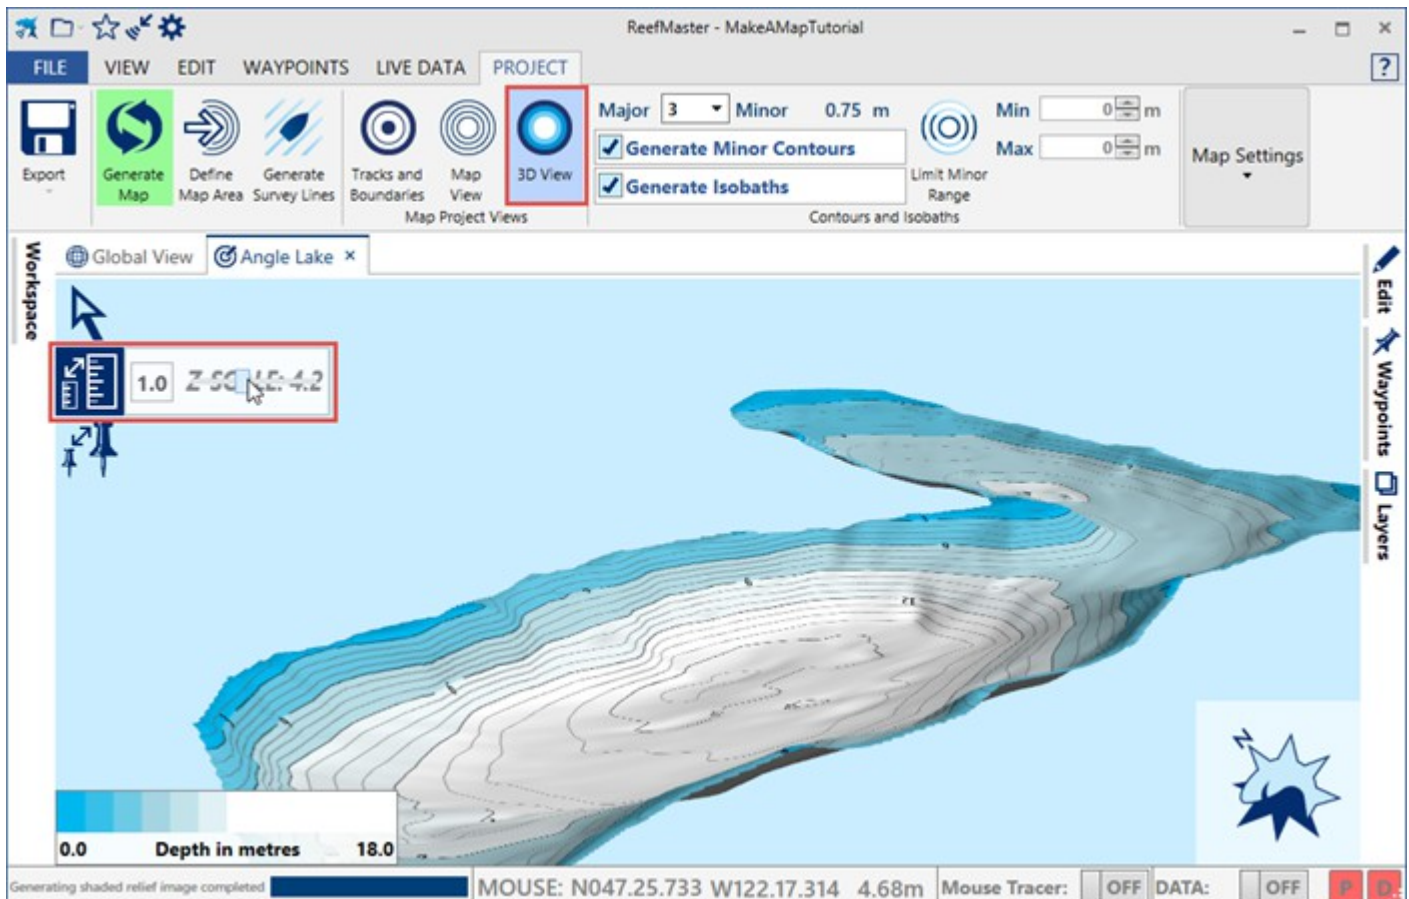 ReefMaster - MakeAMapTutorial
FILE VIEW EDIT WAYPOINTS LIVE DATA PROJECT
?
Export
Generate Map
Define Map Area
Generate Survey Lines
Tracks and Boundaries
Map View
3D View
Map Project Views
Major 3 Minor 0.75 m
Generate Minor Contours
Generate Isobaths
Limit Minor Range
Min 0 m
Max 0 m
Contours and Isobaths
Map Settings
Workspace
Global View
Angle Lake
1.0
4.2
Edit
Waypoints
Layers
12
N
0.0 Depth in metres 18.0
Generating shaded relief image completed
MOUSE: N047.25.733 W122.17.314 4.68m
Mouse Tracer: OFF
DATA: OFF
P
D